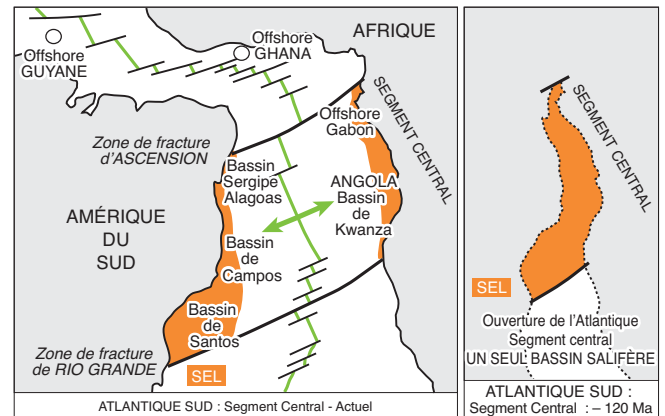 AFRIQUE
Offshore
GUYANE
Offshore
GHANA
SEGMENT CENTRAL
Offshore
Gabon
Zone de fracture
d'ASCENSION
Bassin
Sergipe
Alagoas
ANGOLA
Bassin
de
Kwanza
AMÉRIQUE
DU
SUD
Bassin
de
Campos
Bassin
de
Santos
Zone de fracture
de RIO GRANDE
SEL
ATLANTIQUE SUD : Segment Central - Actuel
SEGMENT CENTRAL
SEL
Ouverture de l'Atlantique
Segment central
UN SEUL BASSIN SALIFÈRE
ATLANTIQUE SUD :
Segment Central : – 120 Ma